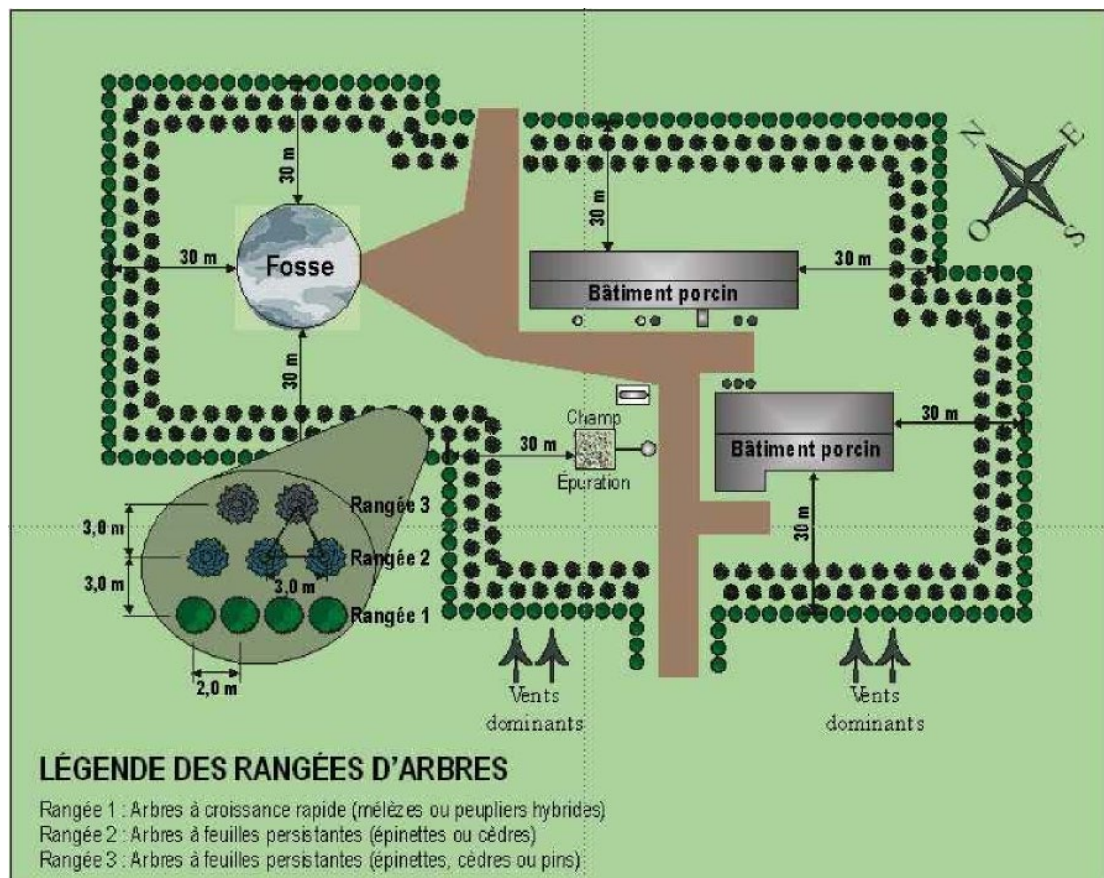 N
E
O
S
30 m
30 m
30 m
30 m
Fosse
30 m
Bâtiment porcin
30 m
Champ
30 m
30 m
Bâtiment porcin
Épuration
Rangée 3
3,0 m
30 m
Rangée 2
3,0 m
3,0 m
Rangée 1
2,0 m
Vents
dominants
Vents
dominants
LÉGENDE DES RANGÉES D'ARBRES
Rangée 1 : Arbres à croissance rapide (mélèzes ou peupliers hybrides)
Rangée 2 : Arbres à feuilles persistantes (épinettes ou cèdres)
Rangée 3 : Arbres à feuilles persistantes (épinettes, cèdres ou pins)